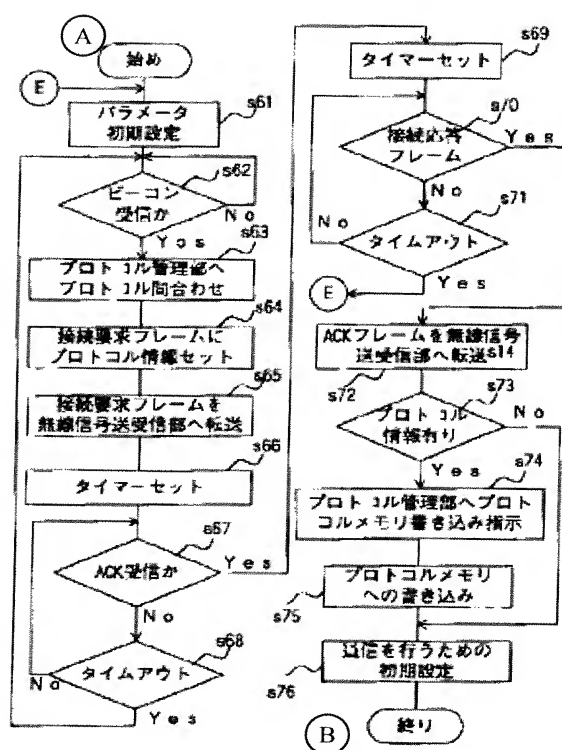 A
始め
E
s61
パラメータ
初期設定
s62
ビーコン
受信か
No
Yes
s63
プロトコル管理部へ
プロトコル問合わせ
s64
接続要求フレームに
プロトコル情報セット
s65
接続要求フレームを
無線信号送受信部へ転送
s66
タイマーセット
s67
ACK受信か
Yes
No
s68
タイムアウト
No
Yes
s69
タイマーセット
s70
接続応答
フレーム
Yes
No
s71
No
タイムアウト
E
Yes
ACKフレームを無線信号
送受信部へ転送 s14
s72
s73
プロトコル
情報有り
No
Yes
s74
プロトコル管理部へプロト
コルメモリ書き込み指示
プロトコルメモリ
への書き込み
s75
通信を行うための
初期設定
s76
B
終り